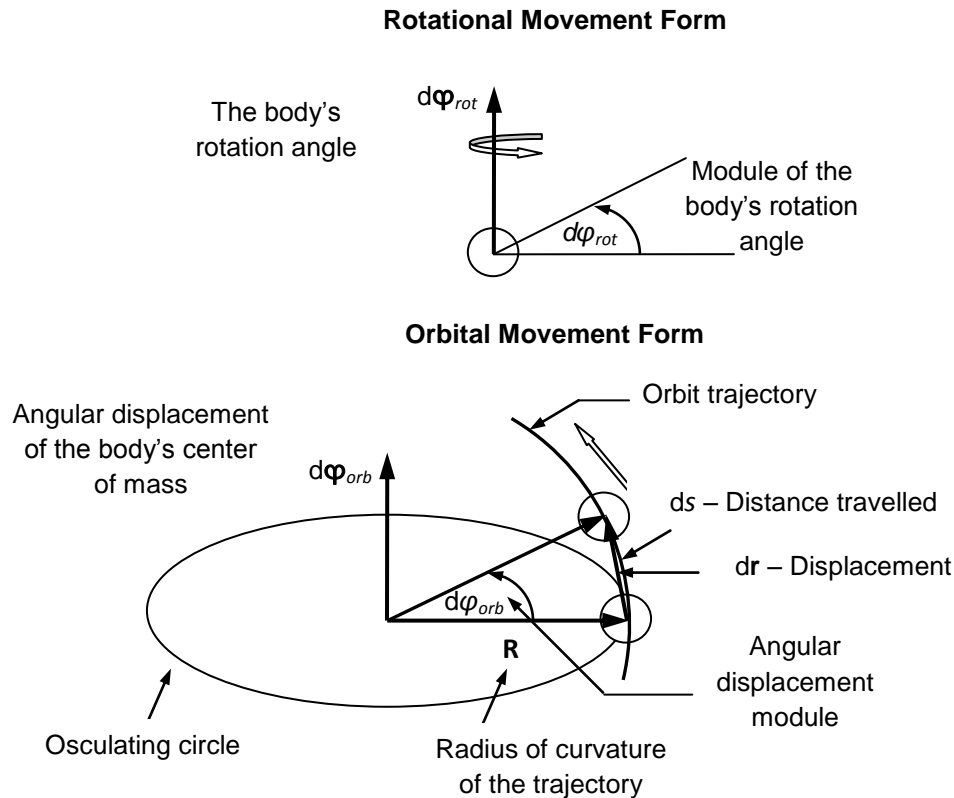 Rotational Movement Form
The body’s
rotation angle
d𝛗rot
Module of the
body’s rotation
angle
dφrot
Orbital Movement Form
Orbit trajectory
Angular displacement
of the body’s center
of mass
d𝛗orb
ds – Distance travelled
dr – Displacement
dφorb
R
Angular
displacement
module
Osculating circle
Radius of curvature
of the trajectory